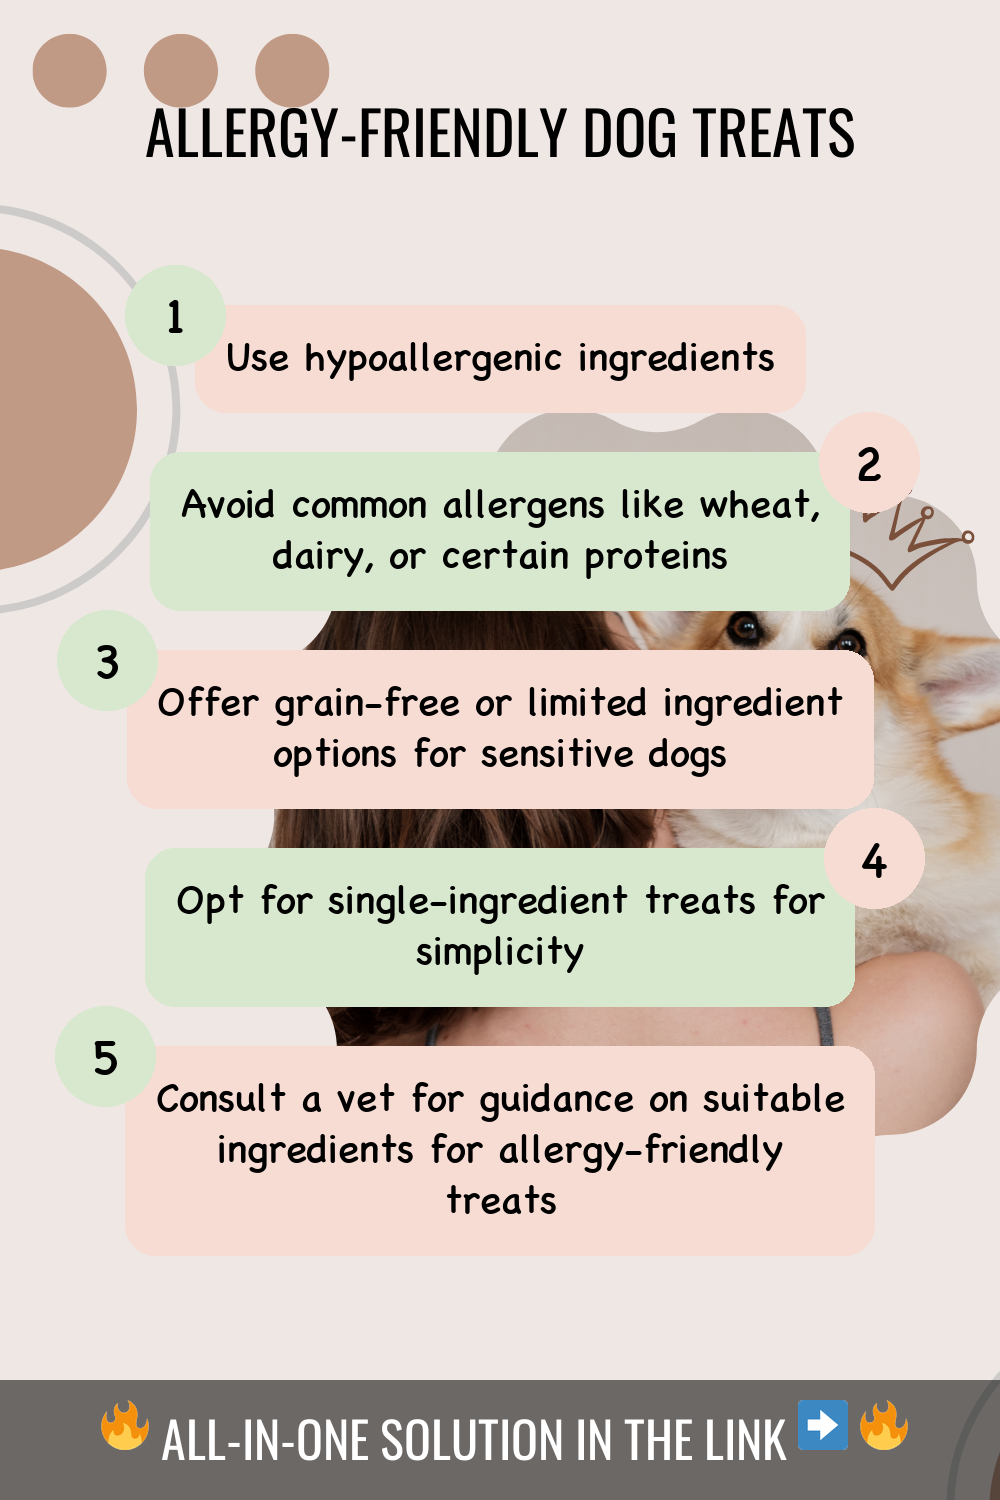 ALLERGY-FRIENDLY DOG TREATS
1
Use hypoallergenic ingredients
2
Avoid common allergens like wheat,
dairy, or certain proteins
3
Offer grain-free or limited ingredient
options for sensitive dogs
4
Opt for single-ingredient treats for
simplicity
5
Consult a vet for guidance on suitable
ingredients for allergy-friendly
treats
🔥 ALL-IN-ONE SOLUTION IN THE LINK ➡️ 🔥